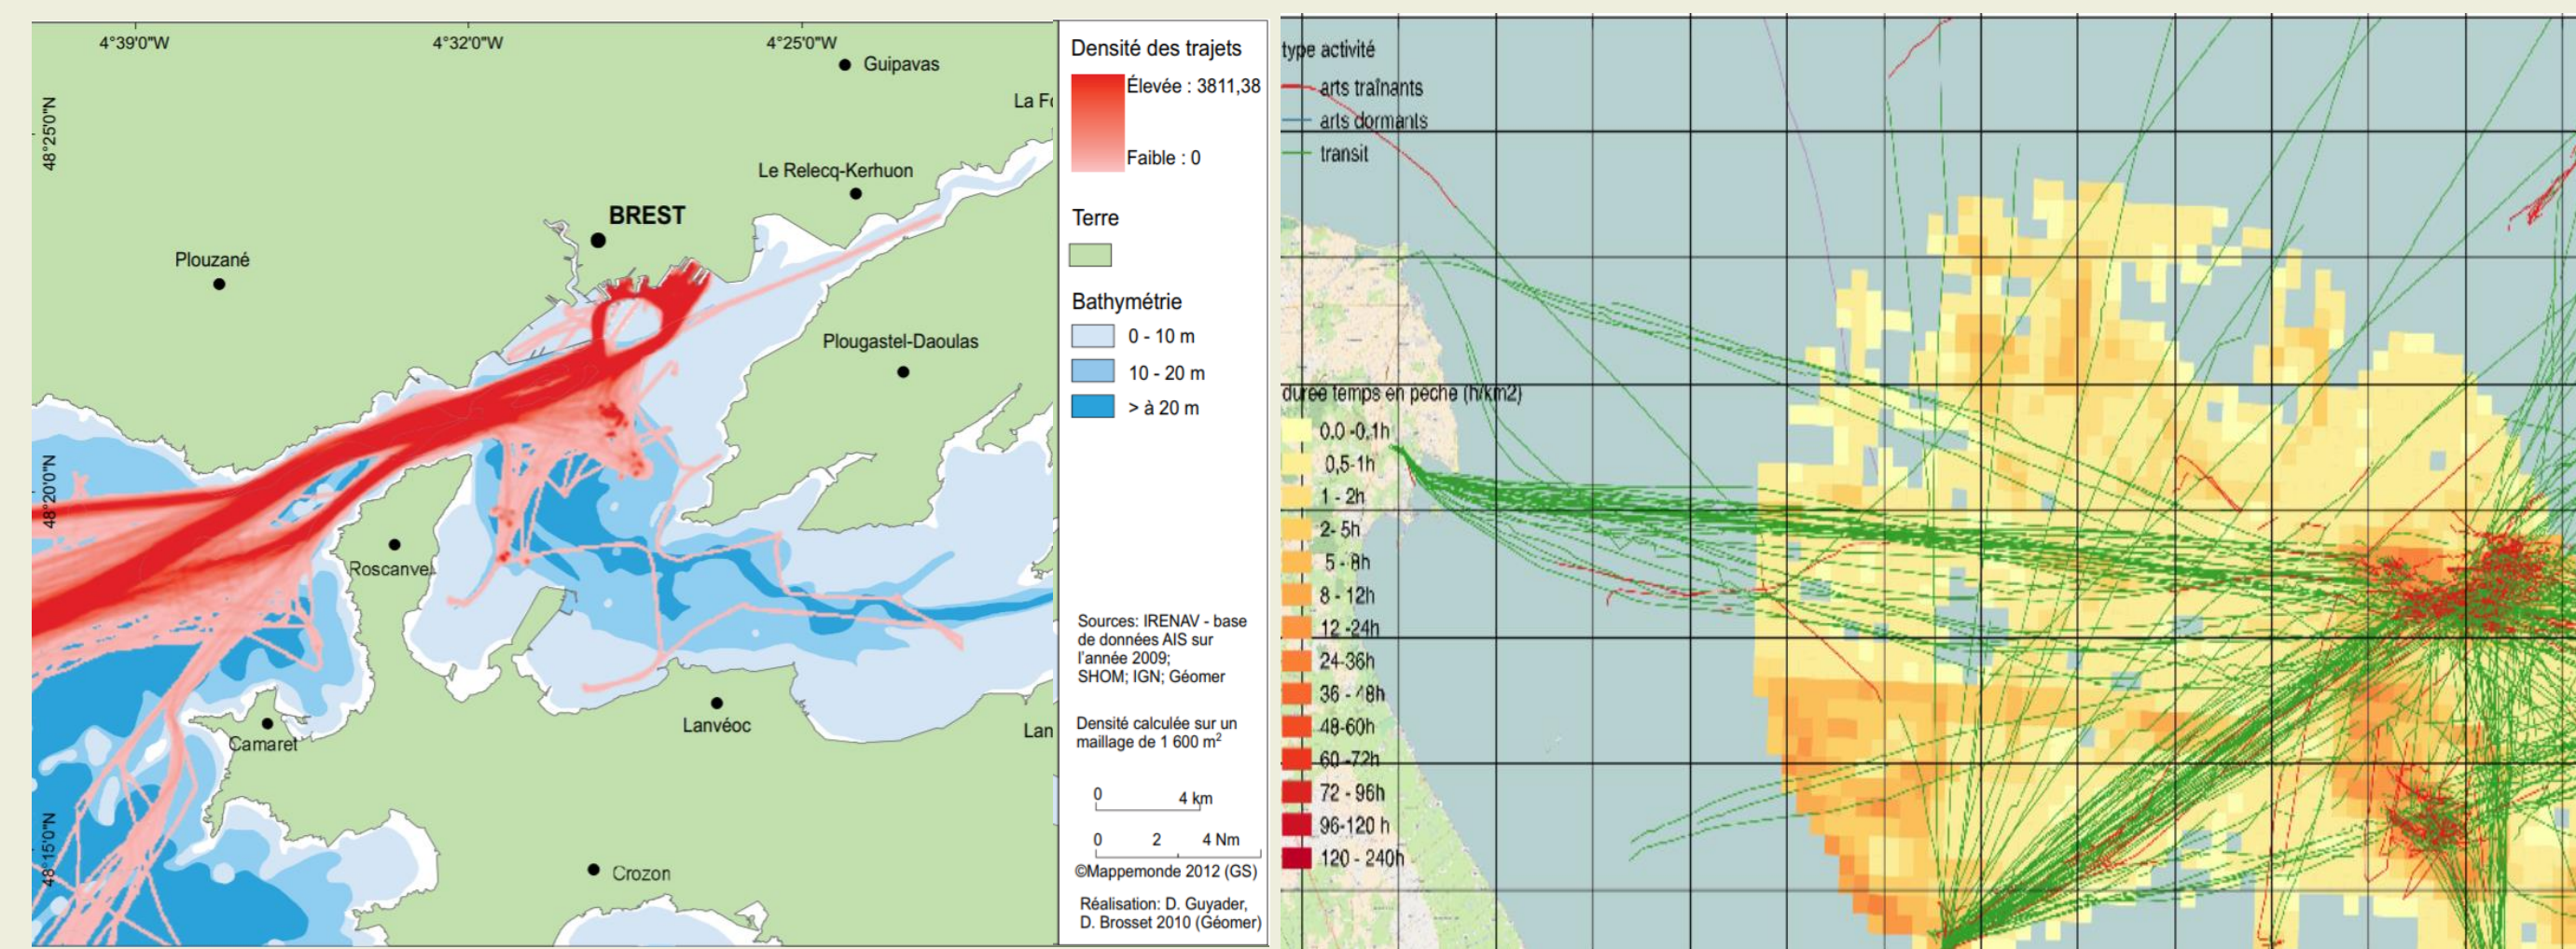 4°39'0"W
4°32'0"W
4°25'0"W
48°25'0"N
48°20'0"N
48°15'0"N
Guipavas
La Fo
Le Relecq-Kerhuon
BREST
Plouzané
Plougastel-Daoulas
Roscanvel
Lanvéoc
Lan
Camaret
Crozon
Densité des trajets
Élevée : 3811,38
Faible : 0
Terre
Bathymétrie
0 - 10 m
10 - 20 m
> à 20 m
Sources: IRENAV - base
de données AIS sur
l'année 2009;
SHOM; IGN; Géomer
Densité calculée sur un
maillage de 1 600 m²
0 4 km
0 2 4 Nm
©Mappemonde 2012 (GS)
Réalisation: D. Guyader,
D. Brosset 2010 (Géomer)
type activité
arts traînants
arts dormants
transit
duree temps en peche (h/km2)
0.0 -0.1h
0,5-1h
1 - 2h
2- 5h
5 - 8h
8 - 12h
12 -24h
24-36h
36 - 48h
48-60h
60 -72h
72 - 96h
96-120 h
120 - 240h